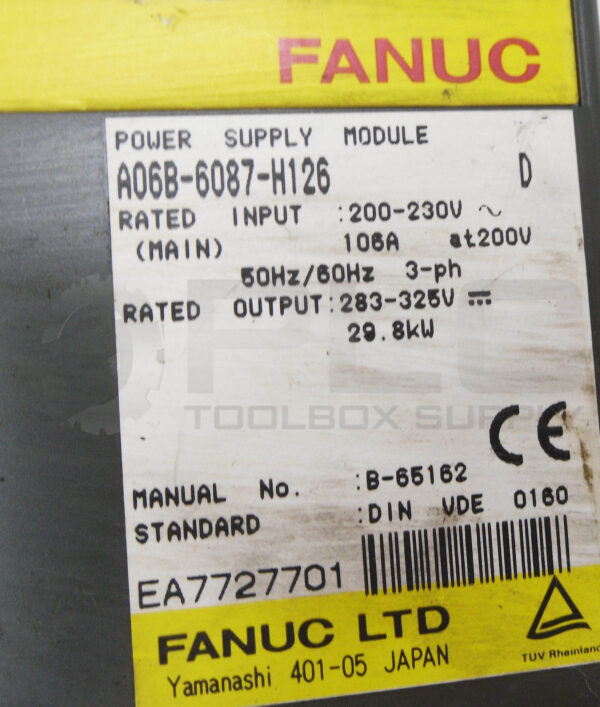 FANUC
POWER SUPPLY MODULE
A06B-6087-H126 D
RATED INPUT :200-230V ~
(MAIN) 106A at200V
50Hz/60Hz 3-ph
RATED OUTPUT:283-325V ⎓
29.8kW
PLC
TOOLBOX SUPPLY
CE
MANUAL No. :B-65162
STANDARD :DIN VDE 0160
EA7727701
FANUC LTD
Yamanashi 401-05 JAPAN
TUV Rheinland